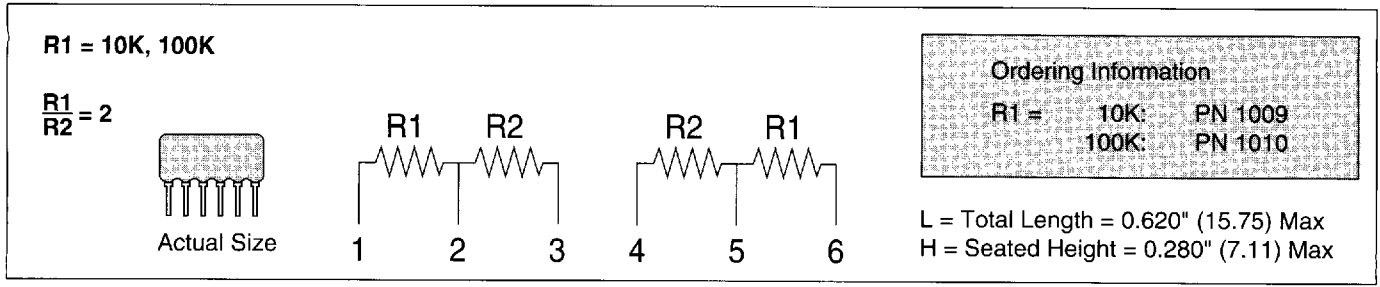 R1 = 10K, 100K
R1
R2 = 2
Actual Size
R1 R2 R2 R1
1 2 3 4 5 6
Ordering Information
R1 = 10K: PN 1009
100K: PN 1010
L = Total Length = 0.620" (15.75) Max
H = Seated Height = 0.280" (7.11) Max